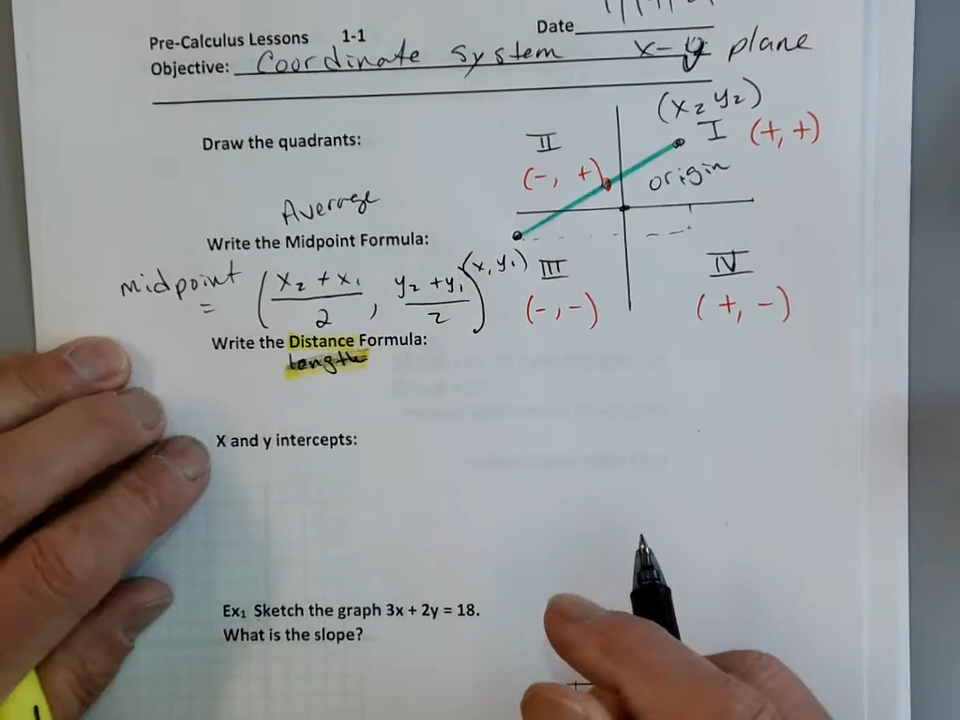 Pre-Calculus Lessons 1-1 Date
Objective: Coordinate system x-y plane
(x2 y2)
Draw the quadrants:
II I (+, +)
(-, +) origin
Average
Write the Midpoint Formula:
midpoint = (x2 + x1 / 2, y2 + y1 / 2) (x, y1) III IV
(-, -) (+, -)
Write the Distance Formula:
length
X and y intercepts:
Ex1 Sketch the graph 3x + 2y = 18.
What is the slope?